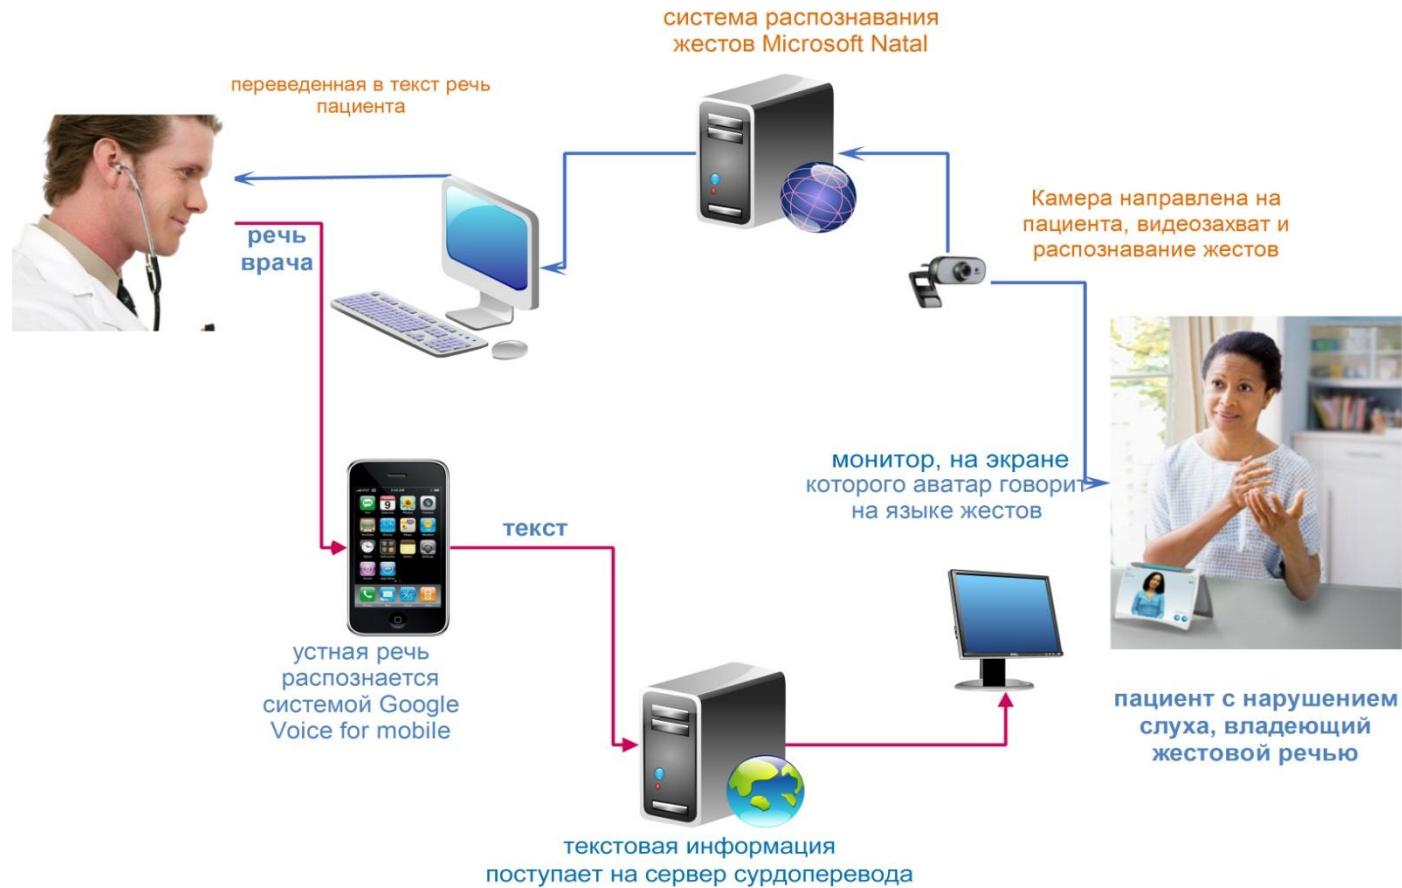 система распознавания
жестов Microsoft Natal
переведенная в текст речь
пациента
Камера направлена на
пациента, видеозахват и
распознавание жестов
речь
врача
монитор, на экране
которого аватар говорит
на языке жестов
текст
устная речь
распознается
системой Google
Voice for mobile
пациент с нарушением
слуха, владеющий
жестовой речью
текстовая информация
поступает на сервер сурдоперевода